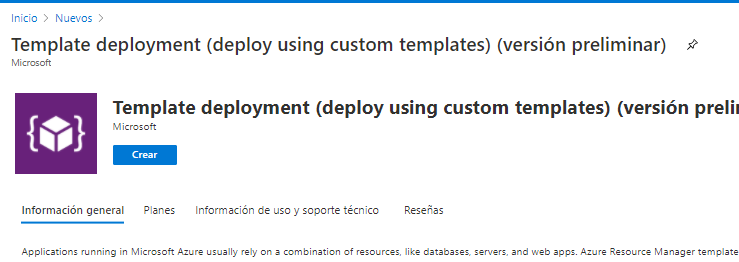 Inicio > Nuevos >
Template deployment (deploy using custom templates) (versión preliminar)
Microsoft
Template deployment (deploy using custom templates) (versión preli
Microsoft
Crear
Información general Planes Información de uso y soporte técnico Reseñas
Applications running in Microsoft Azure usually rely on a combination of resources, like databases, servers, and web apps. Azure Resource Manager template